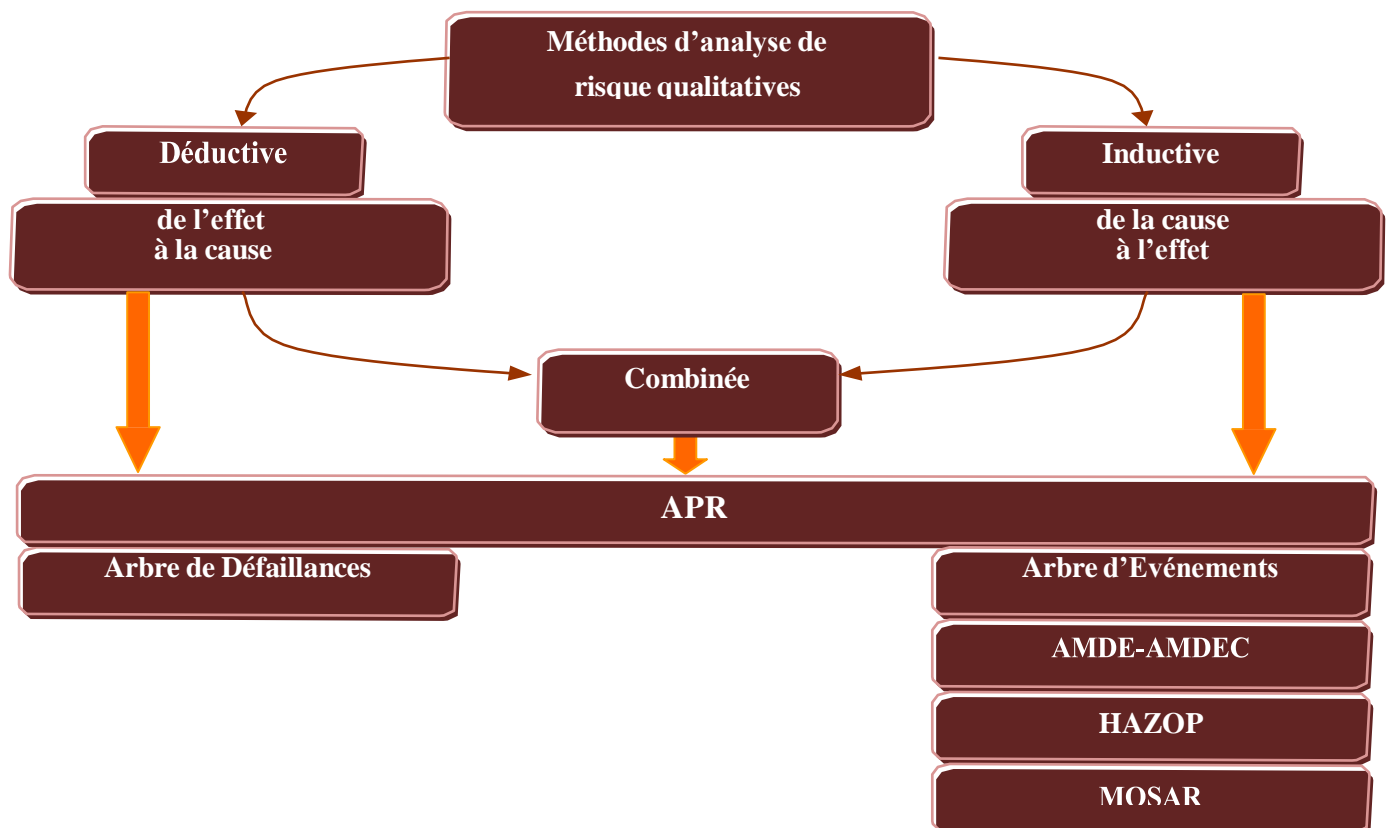 Méthodes d’analyse de
risque qualitatives
Déductive
Inductive
de l’effet
à la cause
de la cause
à l’effet
Combinée
APR
Arbre de Défaillances
Arbre d’Evénements
AMDE-AMDEC
HAZOP
MOSAR